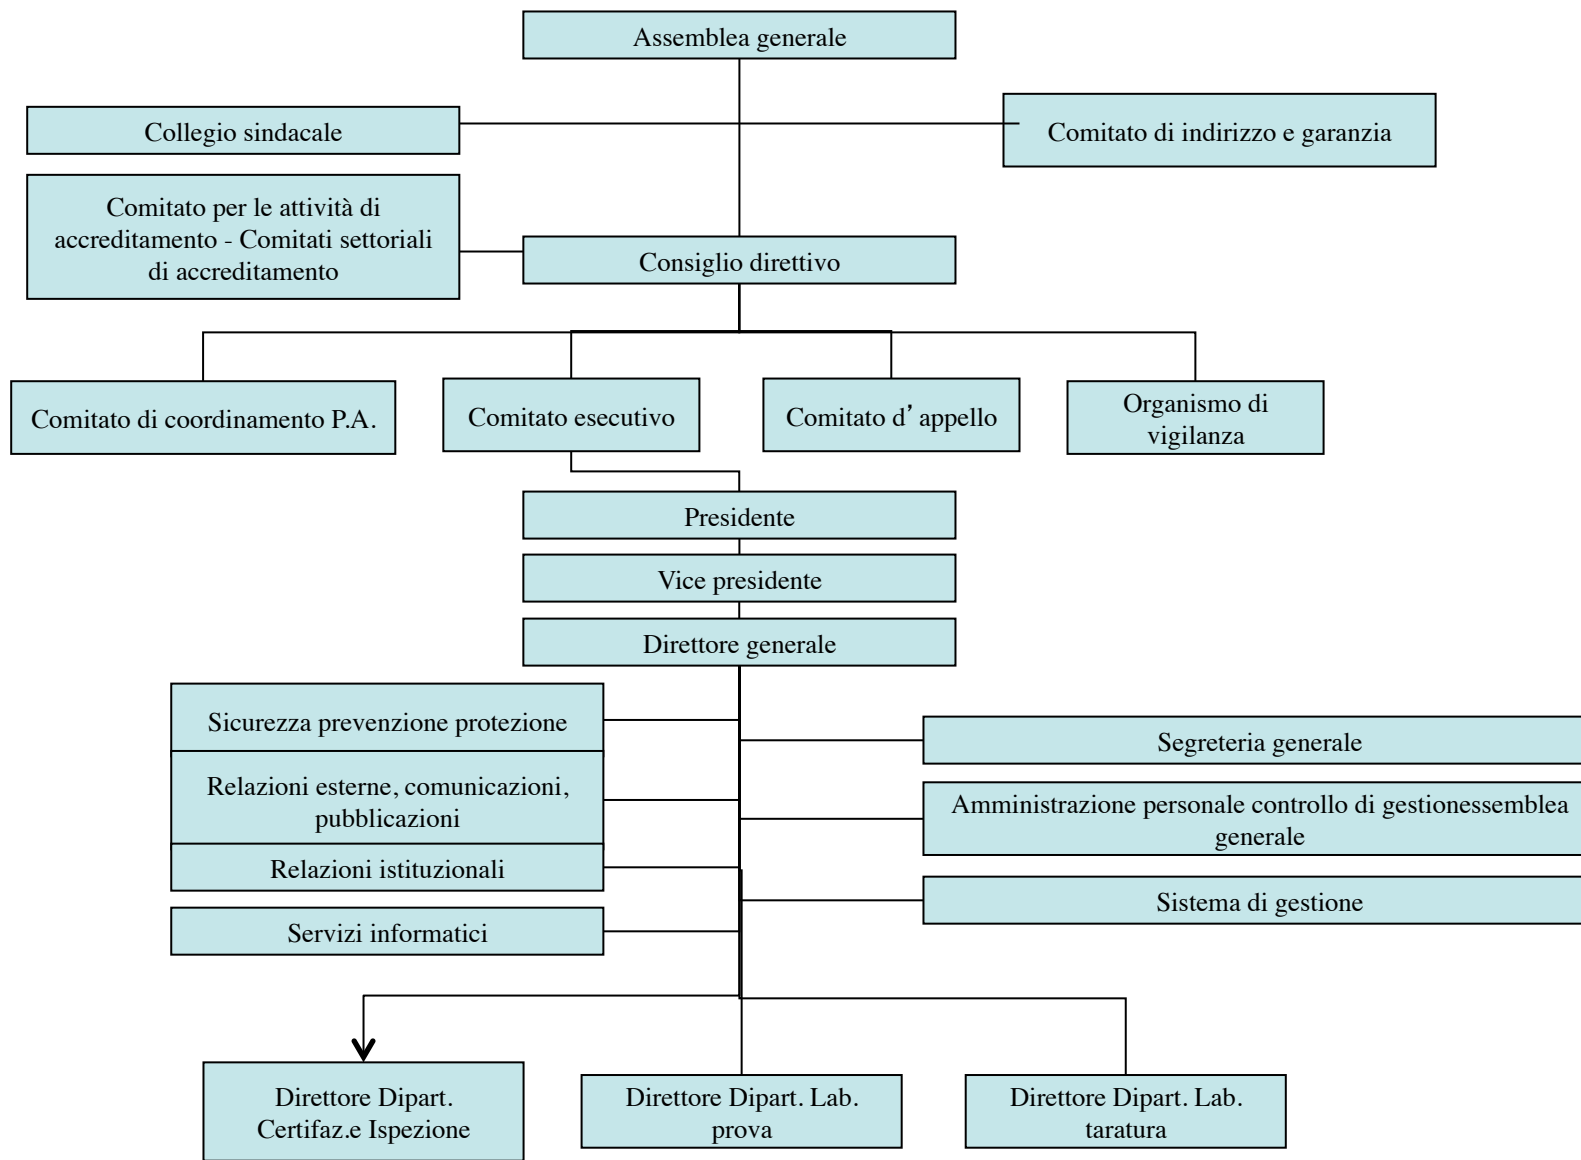 Assemblea generale
Collegio sindacale
Comitato di indirizzo e garanzia
Comitato per le attività di
accreditamento - Comitati settoriali
di accreditamento
Consiglio direttivo
Comitato di coordinamento P.A.
Comitato esecutivo
Comitato d’ appello
Organismo di
vigilanza
Presidente
Vice presidente
Direttore generale
Sicurezza prevenzione protezione
Segreteria generale
Relazioni esterne, comunicazioni,
pubblicazioni
Amministrazione personale controllo di gestionessemblea
generale
Relazioni istituzionali
Sistema di gestione
Servizi informatici
Direttore Dipart.
Certifaz.e Ispezione
Direttore Dipart. Lab.
prova
Direttore Dipart. Lab.
taratura